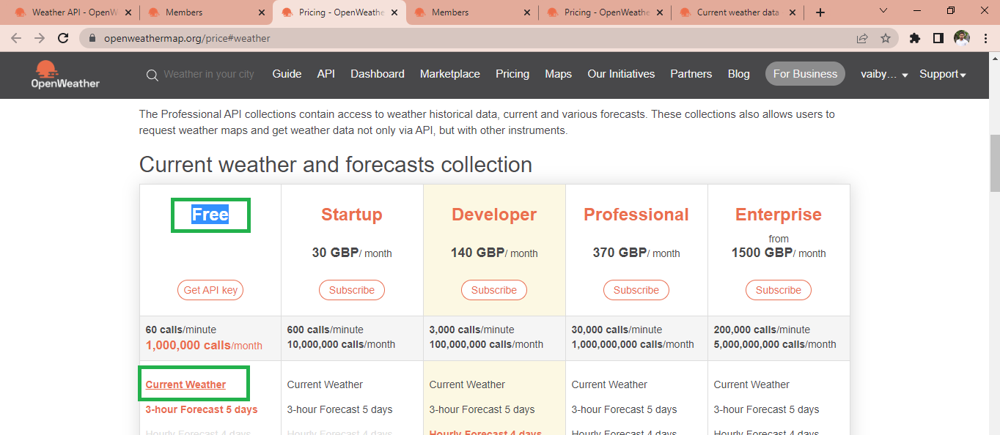 Weather API - OpenW
Members
Pricing - OpenWeathe
Members
Pricing - OpenWeathe
Current weather data
openweathermap.org/price#weather
OpenWeather
Weather in your city
Guide
API
Dashboard
Marketplace
Pricing
Maps
Our Initiatives
Partners
Blog
For Business
vaiby...
Support
The Professional API collections contain access to weather historical data, current and various forecasts. These collections also allows users to
request weather maps and get weather data not only via API, but with other instruments.
Current weather and forecasts collection
Free
Startup
Developer
Professional
Enterprise
from
30 GBP/ month
140 GBP/ month
370 GBP/ month
1500 GBP/ month
Get API key
Subscribe
Subscribe
Subscribe
Subscribe
60 calls/minute
1,000,000 calls/month
600 calls/minute
10,000,000 calls/month
3,000 calls/minute
100,000,000 calls/month
30,000 calls/minute
1,000,000,000 calls/month
200,000 calls/minute
5,000,000,000 calls/month
Current Weather
Current Weather
Current Weather
Current Weather
Current Weather
3-hour Forecast 5 days
3-hour Forecast 5 days
3-hour Forecast 5 days
3-hour Forecast 5 days
3-hour Forecast 5 days
Hourly Forecast 4 days
Hourly Forecast 4 days
Hourly Forecast 4 days
Hourly Forecast 4 days
Hourly Forecast 4 days